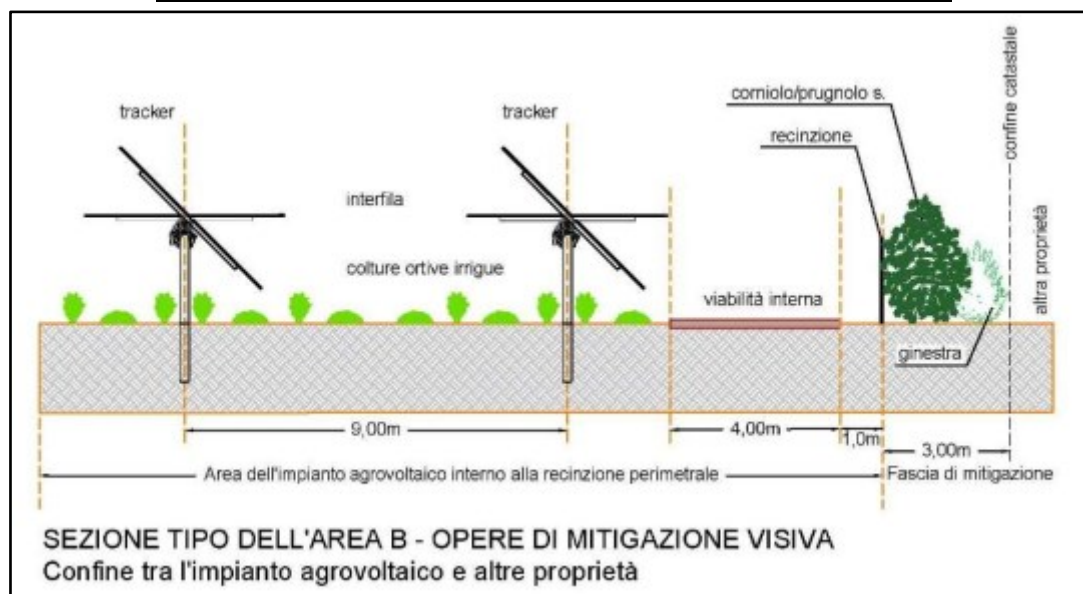 corniolo/prugnolo s.
confine catastale
tracker
tracker
recinzione
interfila
altra proprietà
colture ortive irrigue
viabilità interna
ginestra
9,00m
4,00m
1,0m
3,00m
Area dell'impianto agrovoltaico interno alla recinzione perimetrale
Fascia di mitigazione
SEZIONE TIPO DELL'AREA B - OPERE DI MITIGAZIONE VISIVA
Confine tra l'impianto agrovoltaico e altre proprietà